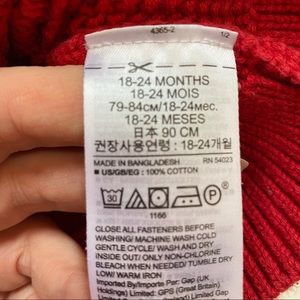 4365-2 1/2
18-24 MONTHS
18-24 MOIS
79-84см/18-24мес.
18-24 MESES
日本 90 CM
권장사용연령 : 18-24개월
MADE IN BANGLADESH RN 54023
■ US/GB/EG : 100% COTTON
30
1166
CLOSE ALL FASTENERS BEFORE
WASHING/ MACHINE WASH COLD
GENTLE CYCLE/ WASH AND DRY
INSIDE OUT/ ONLY NON-CHLORINE
BLEACH WHEN NEEDED/ TUMBLE DRY
LOW/ WARM IRON
Imported by/Importe par: Gap (UK
Holdings) Limited: GPS (Great Britain)
Limited: